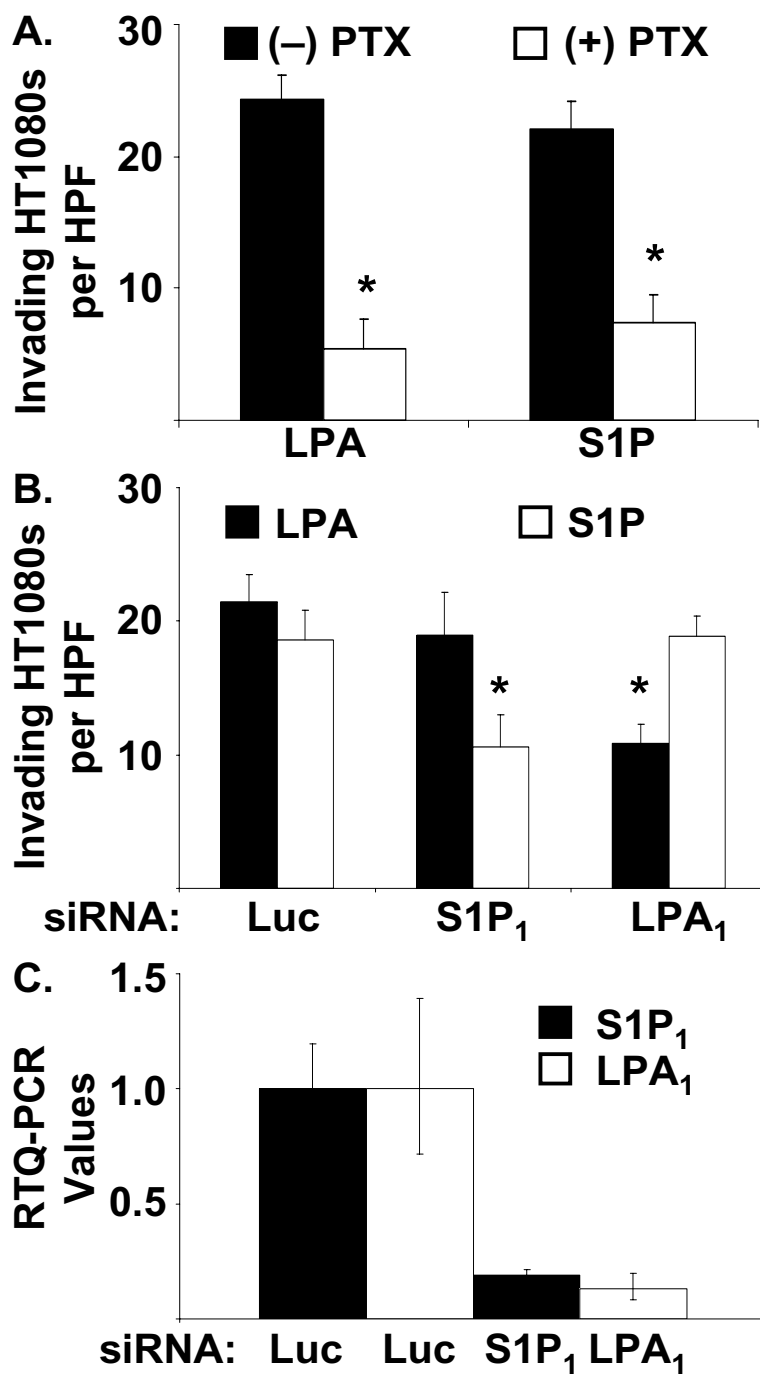 A.
30
(–) PTX
(+) PTX
20
10
Invading HT1080s
per HPF
*
*
LPA
S1P
B.
30
LPA
S1P
20
10
Invading HT1080s
per HPF
*
*
siRNA: Luc S1P₁ LPA₁
C.
1.5
S1P₁
LPA₁
1.0
0.5
RTQ-PCR
Values
siRNA: Luc Luc S1P₁ LPA₁